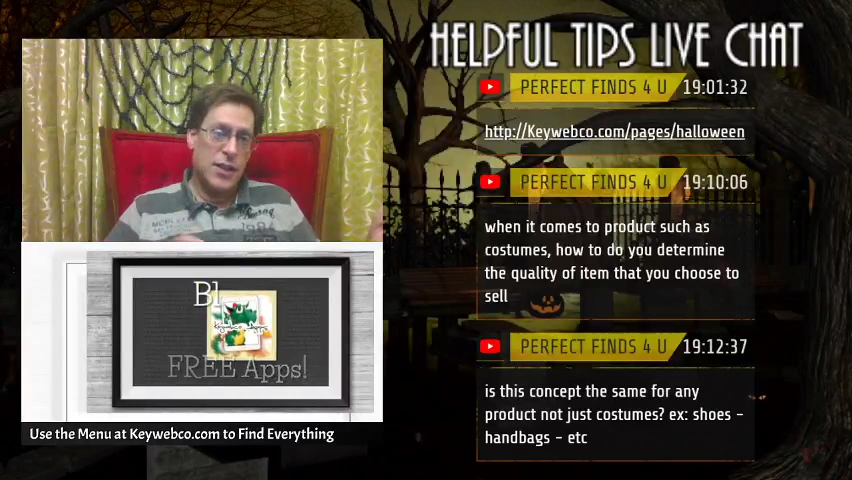 HELPFUL TIPS LIVE CHAT
PERFECT FINDS 4 U 19:01:32
http://Keywebco.com/pages/halloween
PERFECT FINDS 4 U 19:10:06
when it comes to product such as
costumes, how to do you determine
the quality of item that you choose to
sell
PERFECT FINDS 4 U 19:12:37
is this concept the same for any
product not just costumes? ex: shoes -
handbags - etc
Bl
FREE Apps!
Use the Menu at Keywebco.com to Find Everything